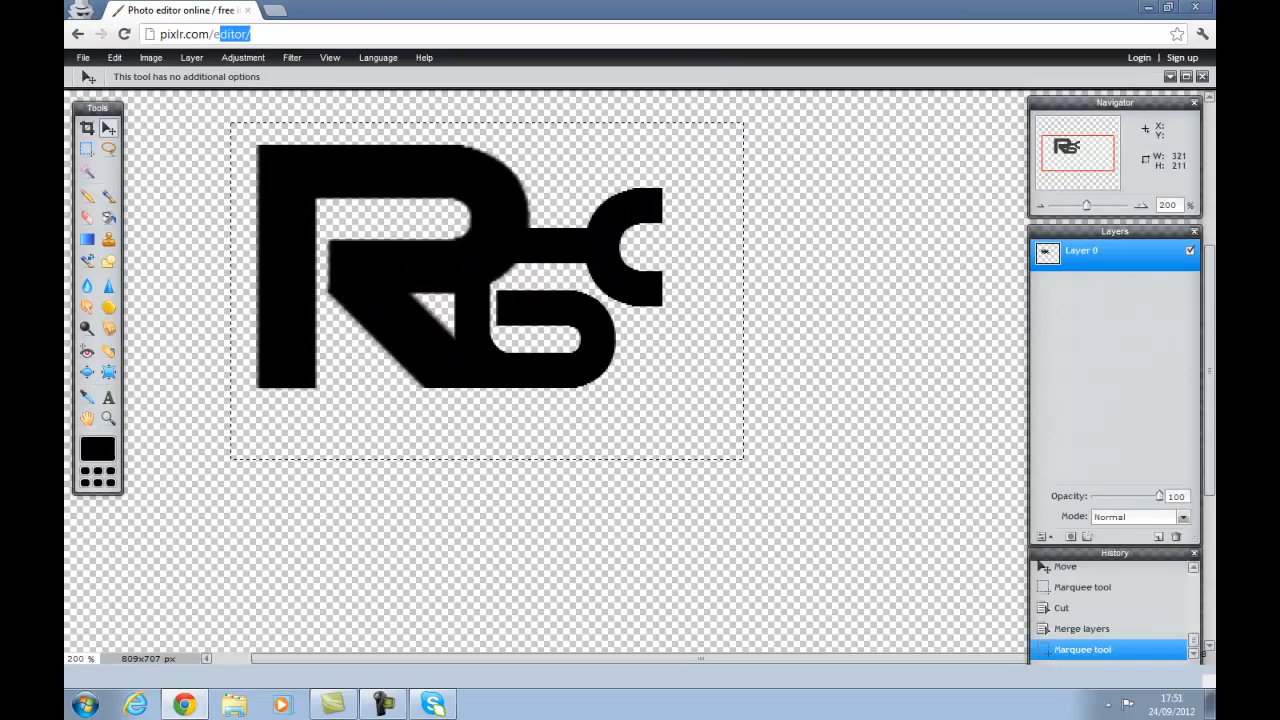 Photo editor online / free i
pixlr.com/editor/
File Edit Image Layer Adjustment Filter View Language Help Login | Sign up
This tool has no additional options
Tools
Navigator
X:
Y:
W: 321
H: 211
200 %
Layers
Layer 0
Opacity: 100
Mode: Normal
History
Move
Marquee tool
Cut
Merge layers
Marquee tool
200 % 809x707 px
17:51
24/09/2012